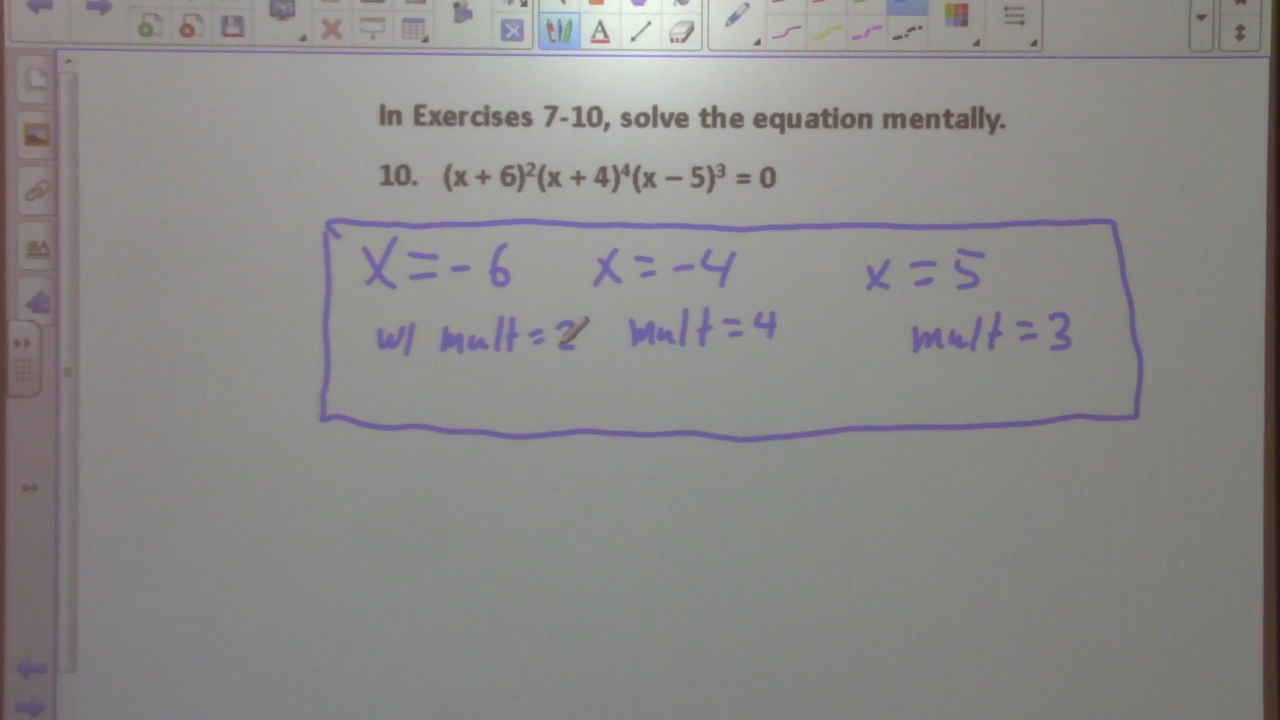 In Exercises 7-10, solve the equation mentally.
10. (x + 6)²(x + 4)⁴(x − 5)³ = 0
X = - 6 x = -4 x = 5
w/ mult = 2 mult = 4 mult = 3